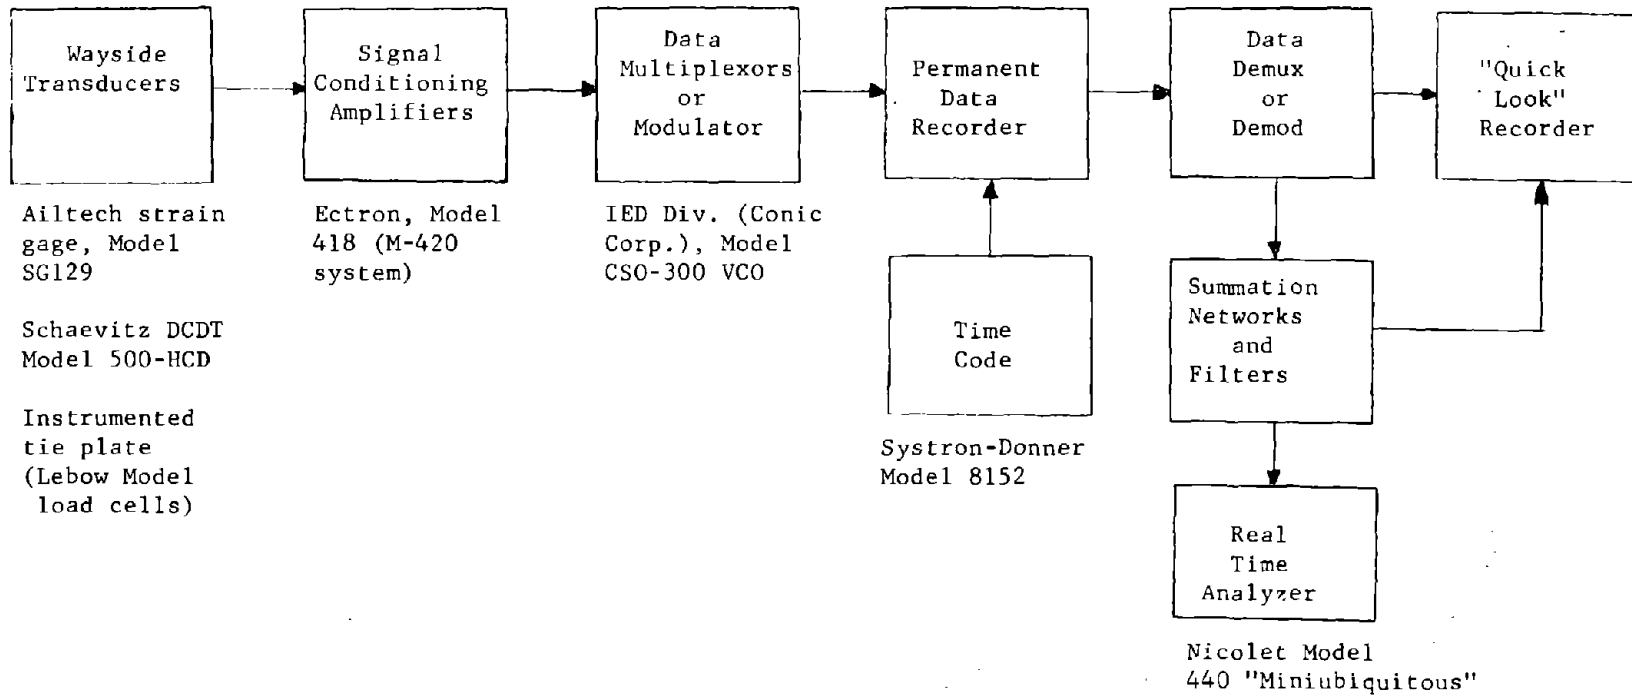 Wayside
Transducers
Signal
Conditioning
Amplifiers
Data
Multiplexors
or
Modulator
Permanent
Data
Recorder
Data
Demux
or
Demod
"Quick
Look"
Recorder
Ailtech strain
gage, Model
SG129
Schaevitz DCDT
Model 500-HCD
Instrumented
tie plate
(Lebow Model
load cells)
Ectron, Model
418 (M-420
system)
IED Div. (Conic
Corp.), Model
CSO-300 VCO
Time
Code
Systron-Donner
Model 8152
Summation
Networks
and
Filters
Real
Time
Analyzer
Nicolet Model
440 "Miniubiquitous"